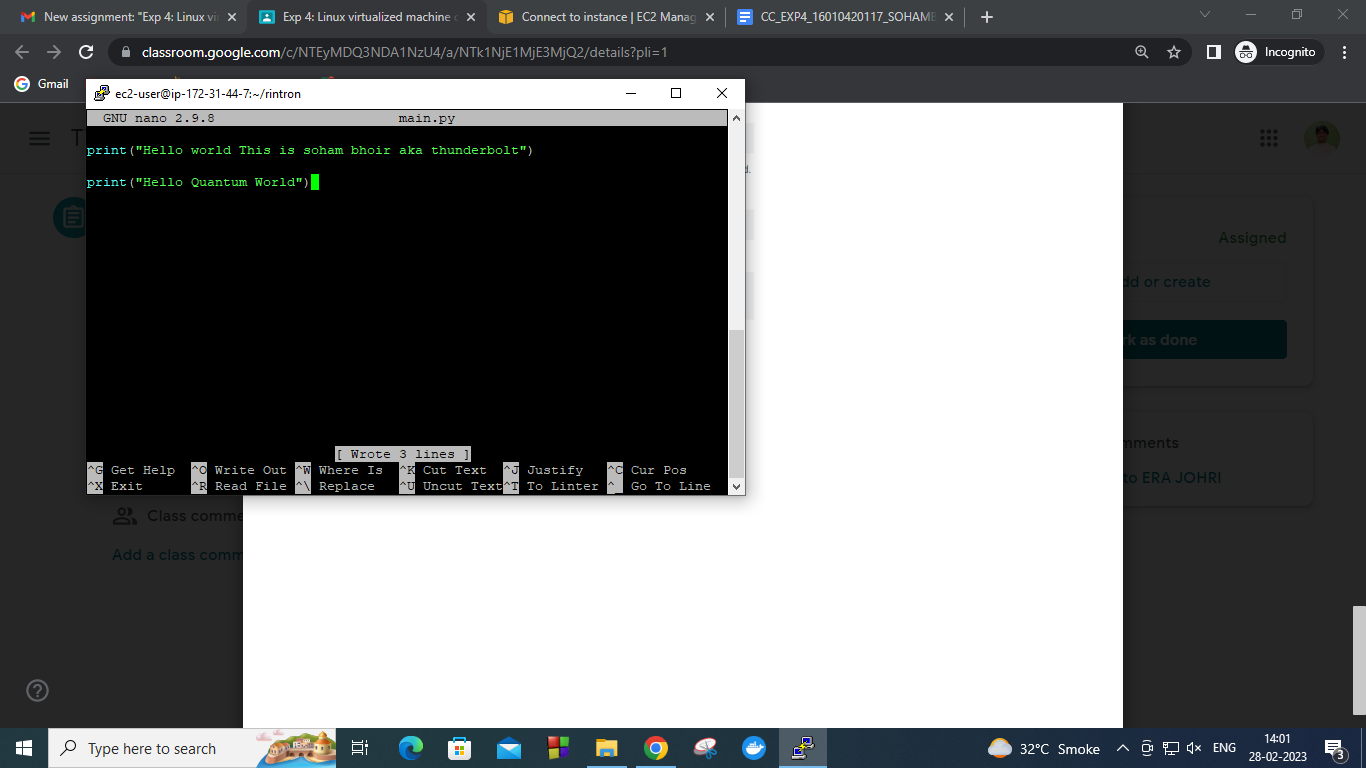 New assignment: "Exp 4: Linux vi
Exp 4: Linux virtualized machine c
Connect to instance | EC2 Manag
CC_EXP4_16010420117_SOHAMB
classroom.google.com/c/NTEyMDQ3NDA1NzU4/a/NTk1NjE1MjE3MjQ2/details?pli=1
Incognito
Gmail
ec2-user@ip-172-31-44-7:~/rintron
GNU nano 2.9.8 main.py
print("Hello world This is soham bhoir aka thunderbolt")
print("Hello Quantum World")
[ Wrote 3 lines ]
^G Get Help ^O Write Out ^W Where Is ^K Cut Text ^J Justify ^C Cur Pos
^X Exit ^R Read File ^\ Replace ^U Uncut Text ^T To Linter ^_ Go To Line
T
d.
Assigned
dd or create
rk as done
mments
to ERA JOHRI
Class comme
Add a class comm
Type here to search
32°C Smoke
ENG
14:01
28-02-2023
3